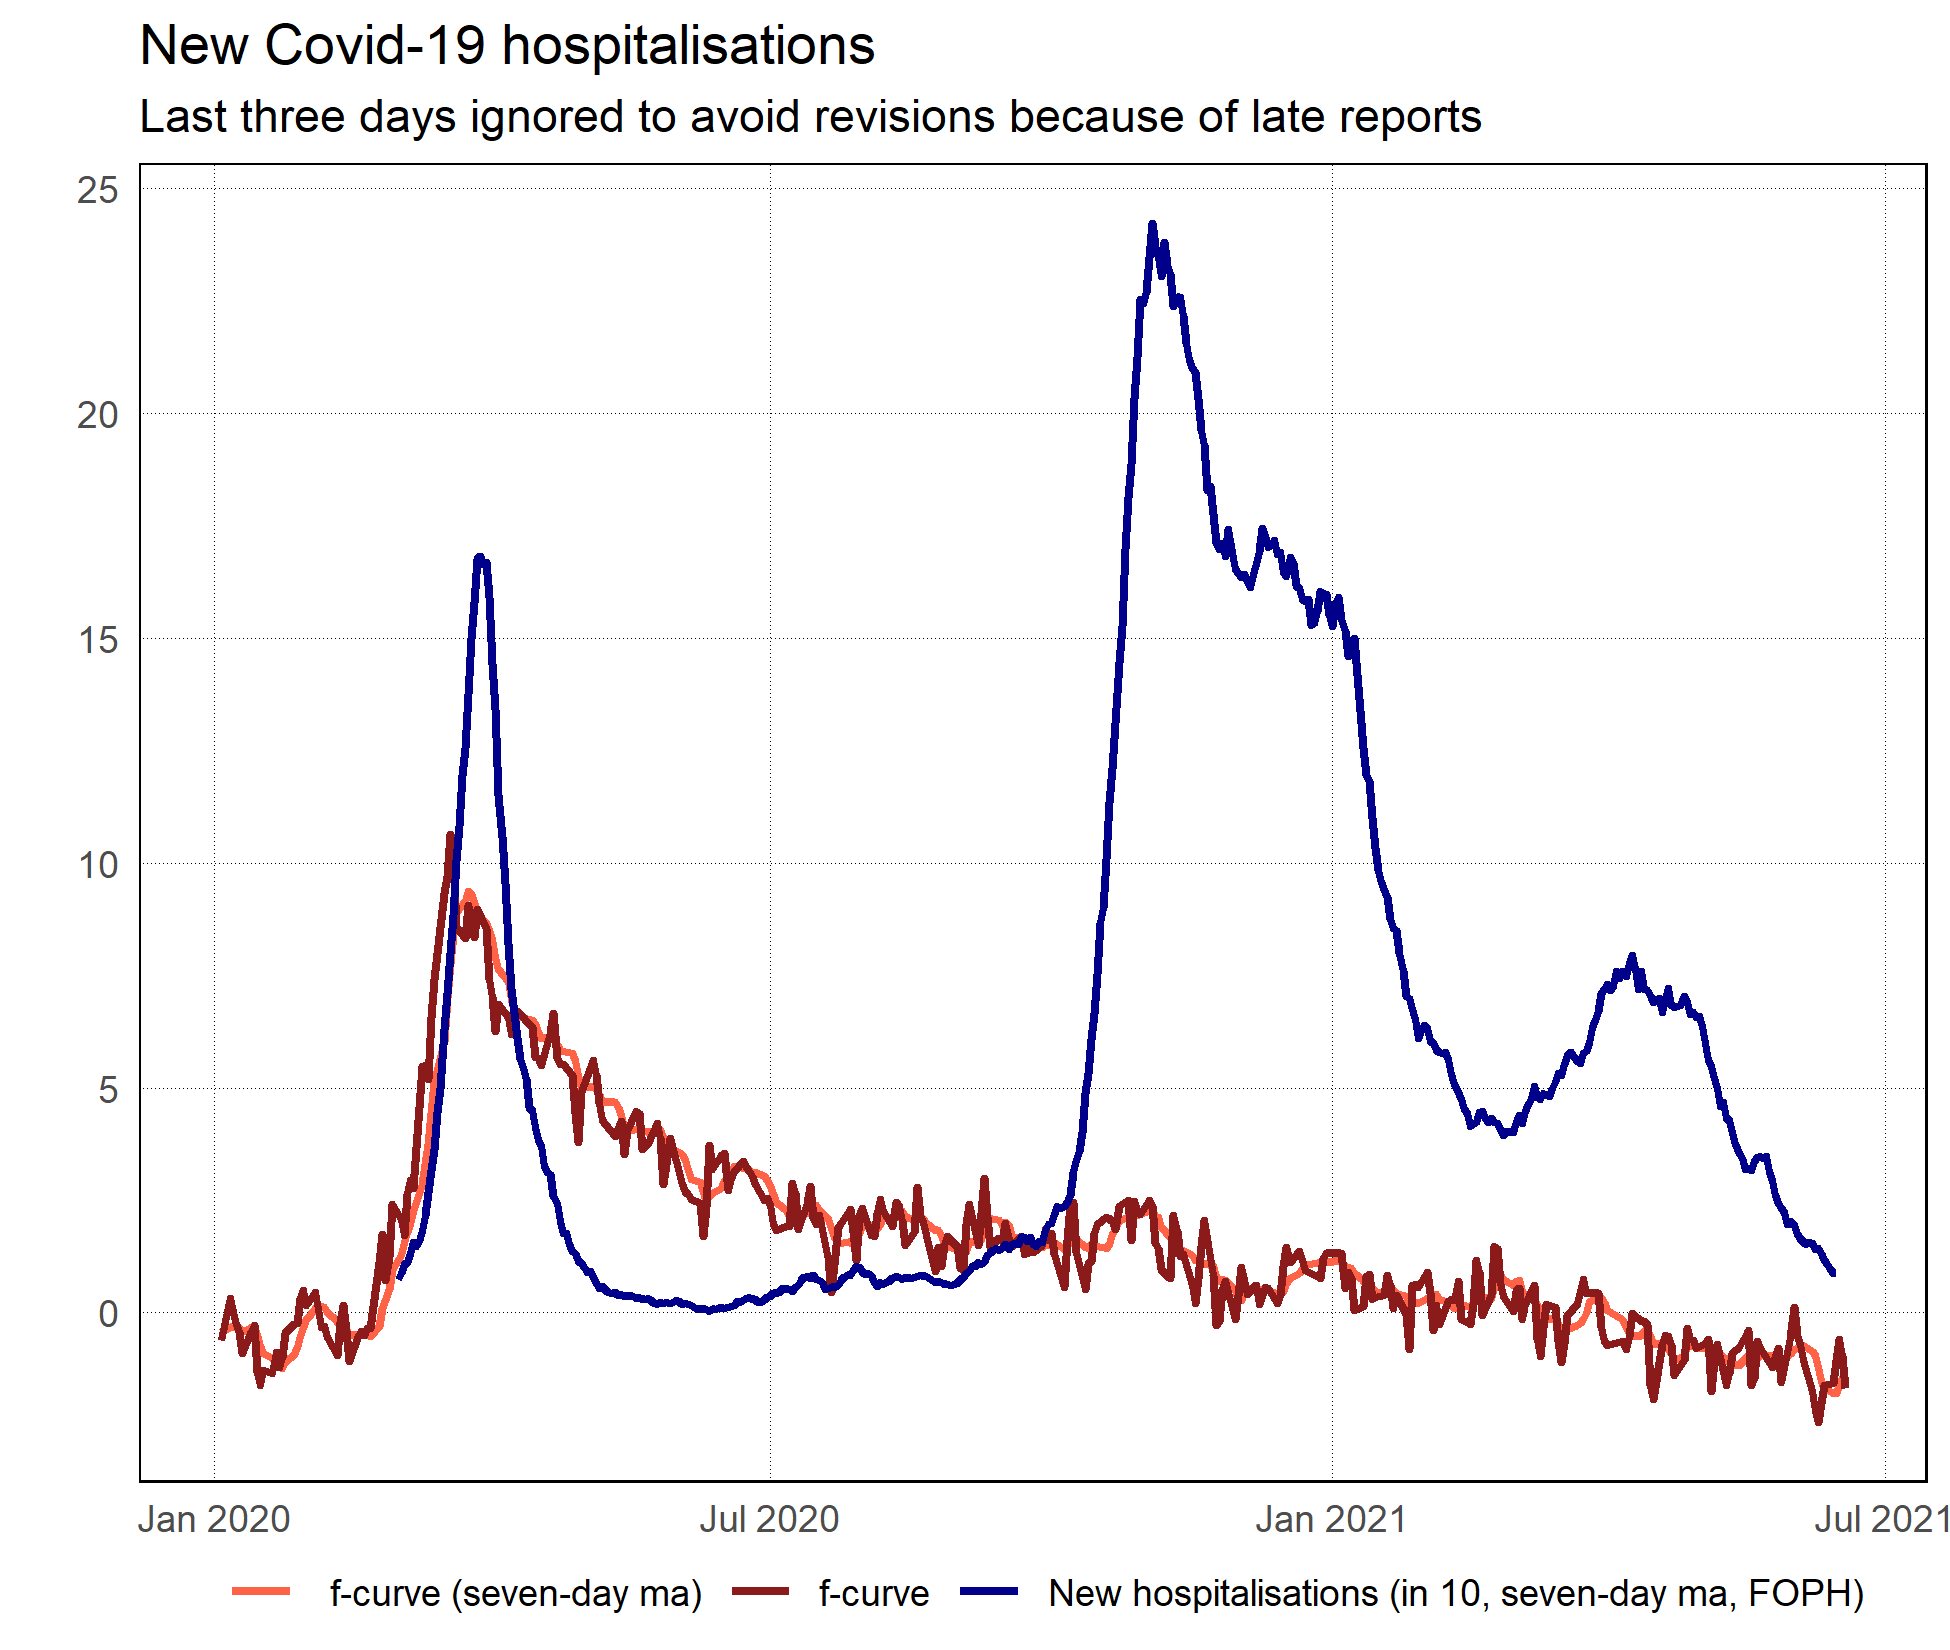 New Covid-19 hospitalisations
Last three days ignored to avoid revisions because of late reports
25
20
15
10
5
0
Jan 2020 Jul 2020 Jan 2021 Jul 2021
f-curve (seven-day ma) f-curve New hospitalisations (in 10, seven-day ma, FOPH)